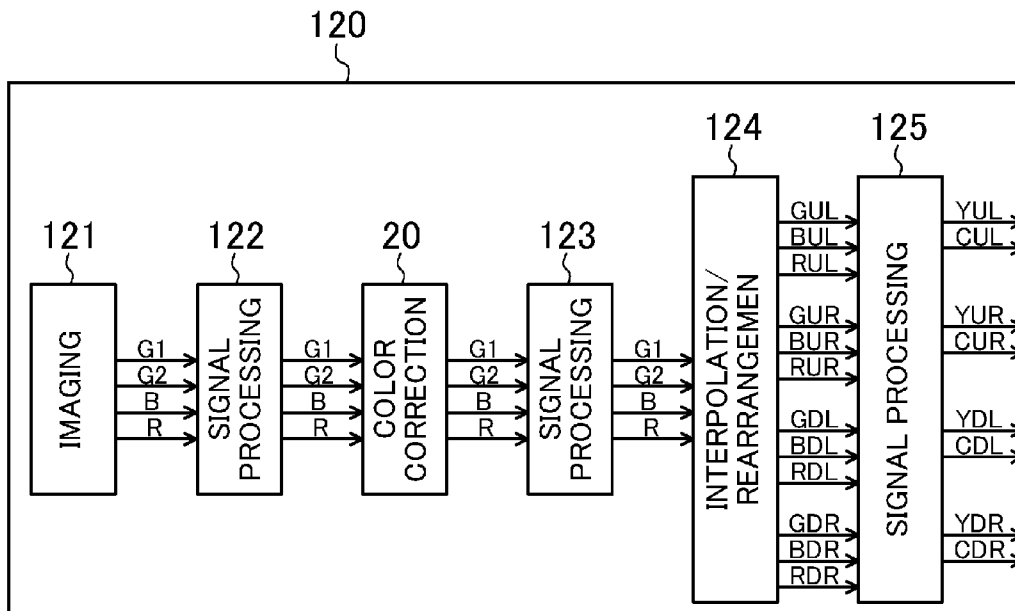 120
121
122
20
123
124
125
IMAGING
G1
G2
B
R
SIGNAL
PROCESSING
G1
G2
B
R
COLOR
CORRECTION
G1
G2
B
R
SIGNAL
PROCESSING
G1
G2
B
R
INTERPOLATION/
REARRANGEMEN
GUL
BUL
RUL
GUR
BUR
RUR
GDL
BDL
RDL
GDR
BDR
RDR
SIGNAL PROCESSING
YUL
CUL
YUR
CUR
YDL
CDL
YDR
CDR